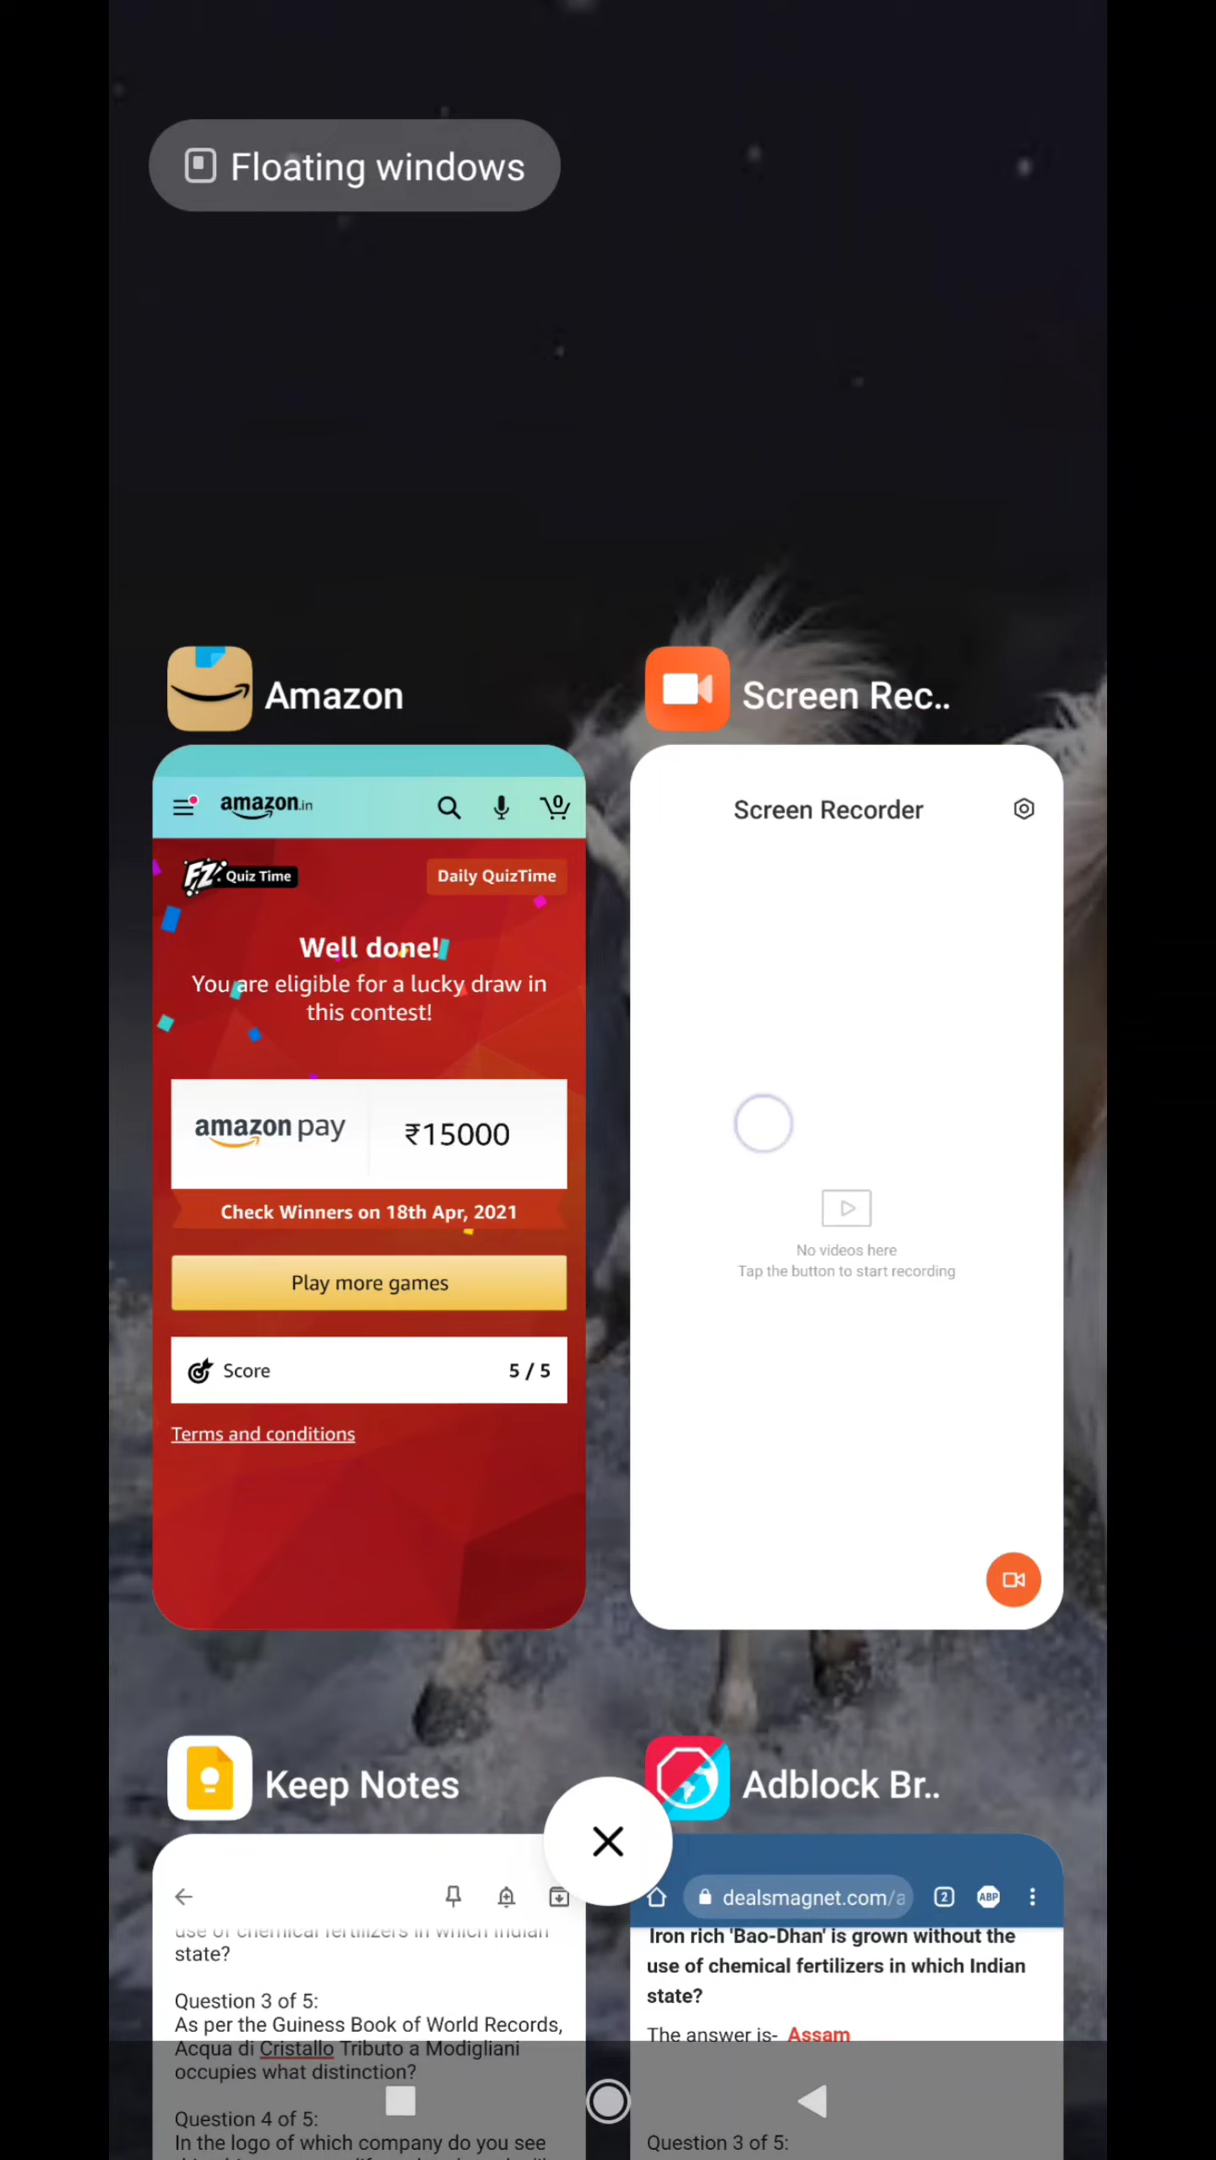 Floating windows
Amazon
Screen Rec..
amazon.in
0
FZ Quiz Time
Daily QuizTime
Well done!
You are eligible for a lucky draw in
this contest!
amazon pay
₹15000
Check Winners on 18th Apr, 2021
Play more games
Score
5 / 5
Terms and conditions
Screen Recorder
No videos here
Tap the button to start recording
Keep Notes
Adblock Br..
use of chemical fertilizers in which Indian
state?
Question 3 of 5:
As per the Guiness Book of World Records,
Acqua di Cristallo Tributo a Modigliani
occupies what distinction?
Question 4 of 5:
In the logo of which company do you see
dealsmagnet.com/a
2
ABP
Iron rich 'Bao-Dhan' is grown without the
use of chemical fertilizers in which Indian
state?
The answer is- Assam
Question 3 of 5: